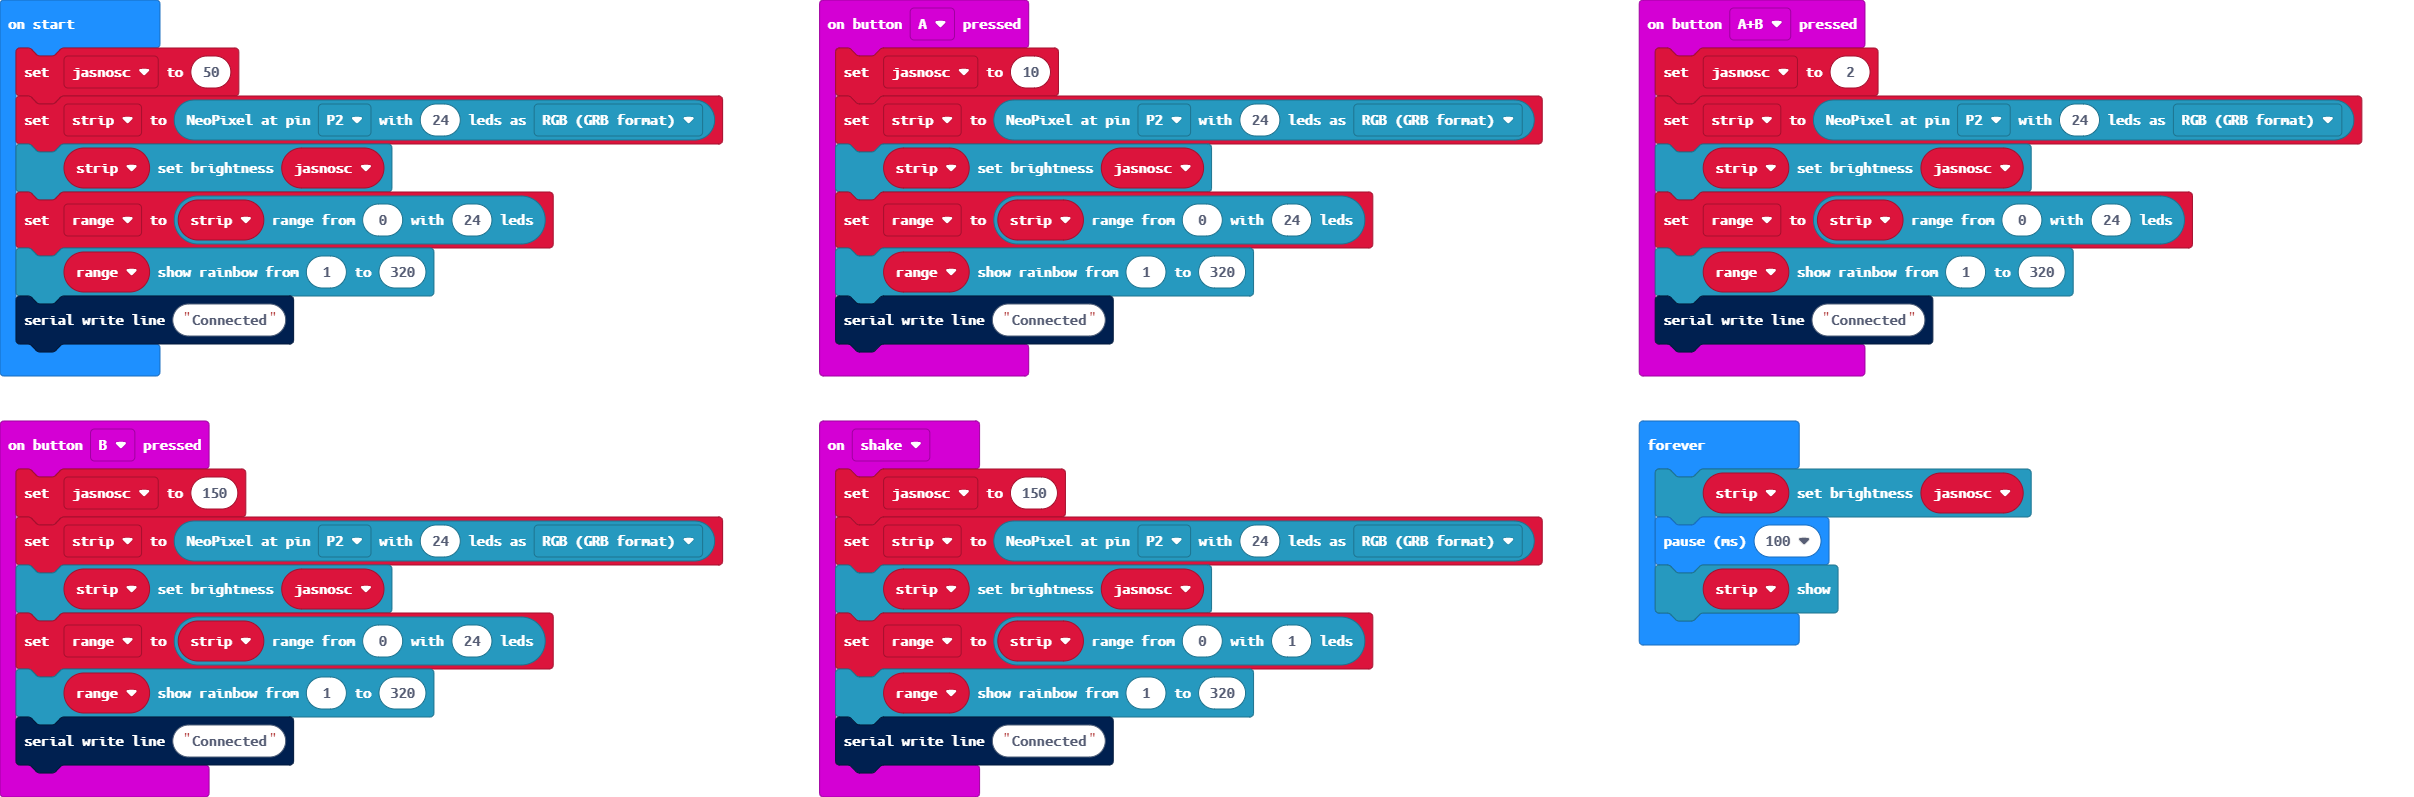 on start
set jasnosc to 50
set strip to NeoPixel at pin P2 with 24 leds as RGB (GRB format)
strip set brightness jasnosc
set range to strip range from 0 with 24 leds
range show rainbow from 1 to 320
serial write line "Connected"
on button A pressed
set jasnosc to 10
set strip to NeoPixel at pin P2 with 24 leds as RGB (GRB format)
strip set brightness jasnosc
set range to strip range from 0 with 24 leds
range show rainbow from 1 to 320
serial write line "Connected"
on button A+B pressed
set jasnosc to 2
set strip to NeoPixel at pin P2 with 24 leds as RGB (GRB format)
strip set brightness jasnosc
set range to strip range from 0 with 24 leds
range show rainbow from 1 to 320
serial write line "Connected"
on button B pressed
set jasnosc to 150
set strip to NeoPixel at pin P2 with 24 leds as RGB (GRB format)
strip set brightness jasnosc
set range to strip range from 0 with 24 leds
range show rainbow from 1 to 320
serial write line "Connected"
on shake
set jasnosc to 150
set strip to NeoPixel at pin P2 with 24 leds as RGB (GRB format)
strip set brightness jasnosc
set range to strip range from 0 with 1 leds
range show rainbow from 1 to 320
serial write line "Connected"
forever
strip set brightness jasnosc
pause (ms) 100
strip show